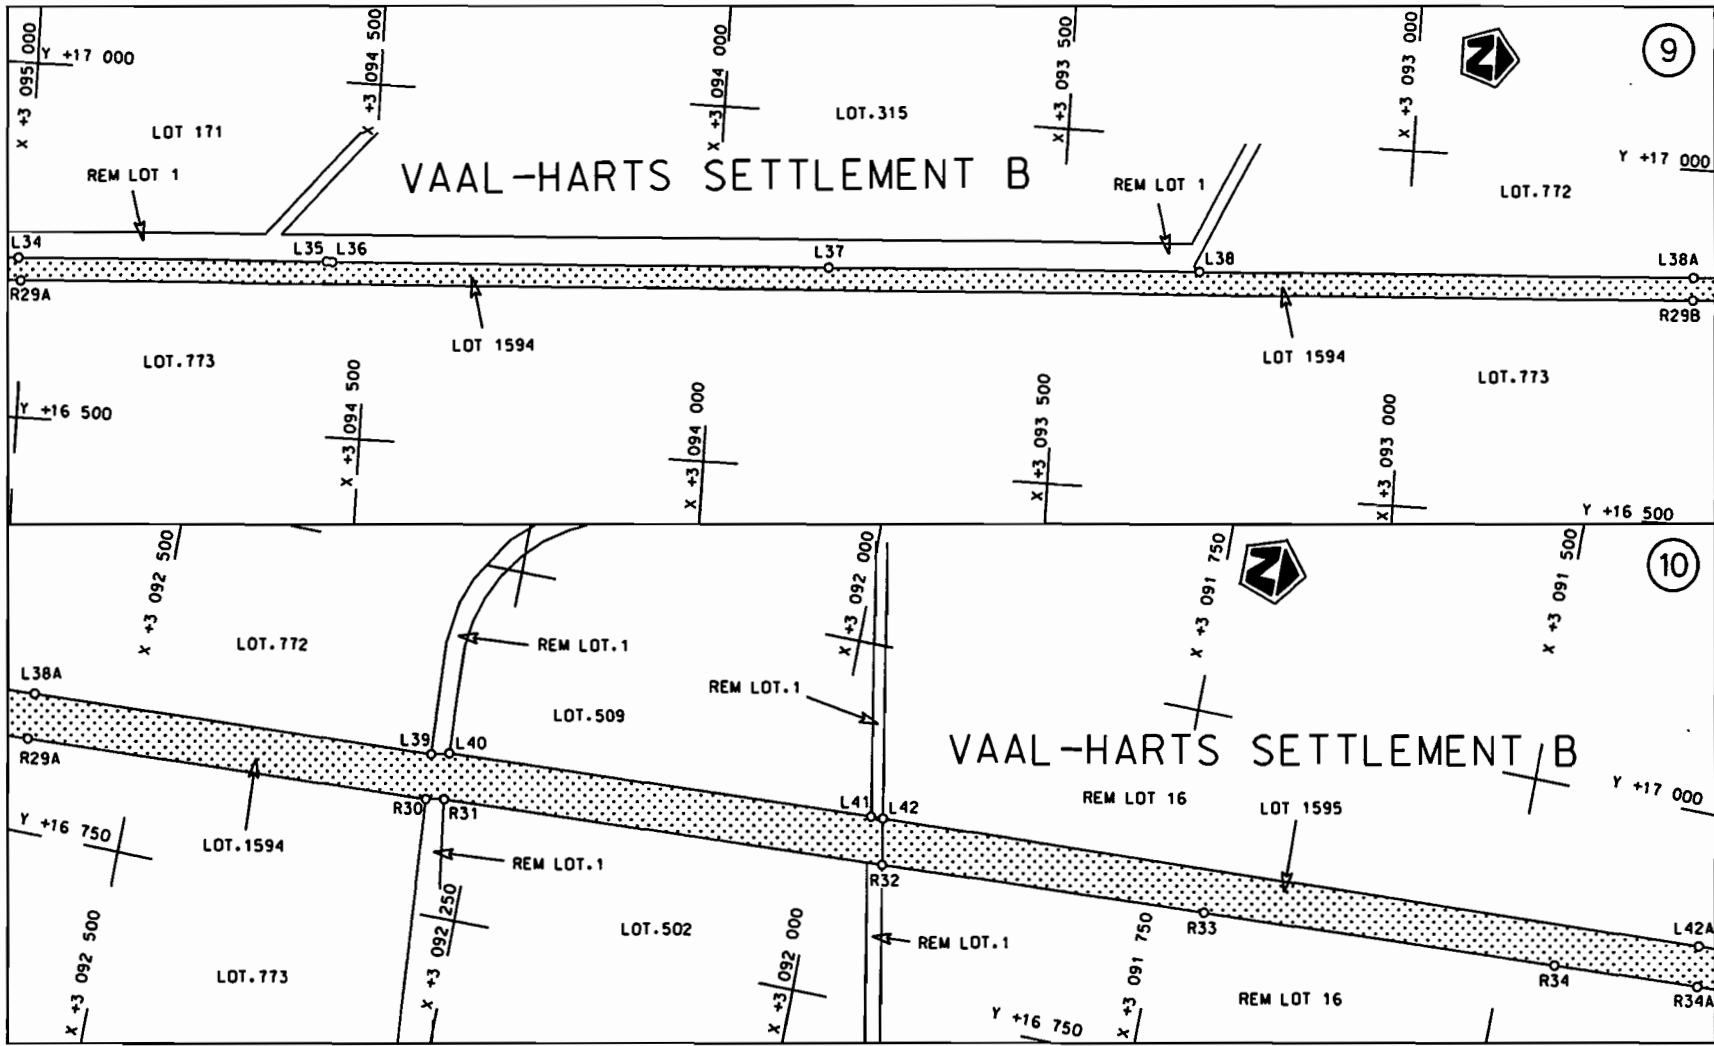 X +3 095 000
Y +17 000
X +3 094 500
X +3 094 000
X +3 093 500
X +3 093 000
N
9
LOT 171
LOT.315
Y +17 000
REM LOT 1
VAAL-HARTS SETTLEMENT B
REM LOT 1
LOT.772
L34
L35
L36
L37
L38
L38A
R29A
R29B
LOT 1594
LOT 1594
LOT.773
LOT.773
Y +16 500
X +3 094 500
X +3 094 000
X +3 093 500
X +3 093 000
Y +16 500
X +3 092 500
X +3 092 000
X +3 091 750
N
X +3 091 500
10
LOT.772
REM LOT.1
L38A
REM LOT.1
LOT.509
L39
L40
VAAL-HARTS SETTLEMENT B
R29A
Y +17 000
REM LOT 16
LOT 1595
L41
L42
R30
R31
Y +16 750
LOT.1594
REM LOT.1
R32
X +3 092 250
LOT.502
R33
L42A
REM LOT.1
X +3 092 500
LOT.773
X +3 092 000
X +3 091 750
R34
REM LOT 16
R34A
Y +16 750